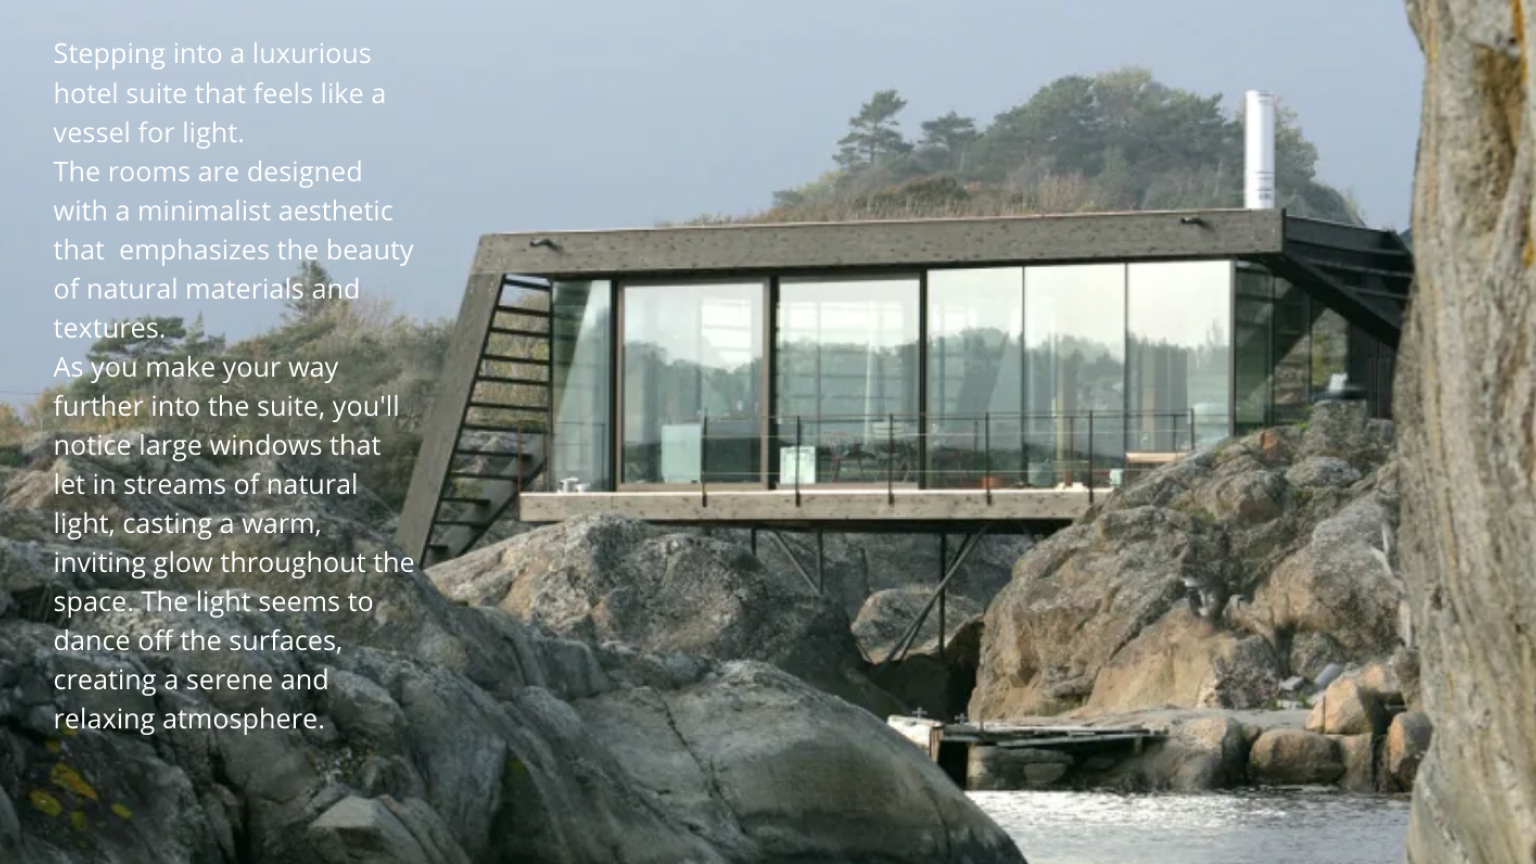 Stepping into a luxurious
hotel suite that feels like a
vessel for light.
The rooms are designed
with a minimalist aesthetic
that  emphasizes the beauty
of natural materials and
textures.
As you make your way
further into the suite, you'll
notice large windows that
let in streams of natural
light, casting a warm,
inviting glow throughout the
space. The light seems to
dance off the surfaces,
creating a serene and
relaxing atmosphere.